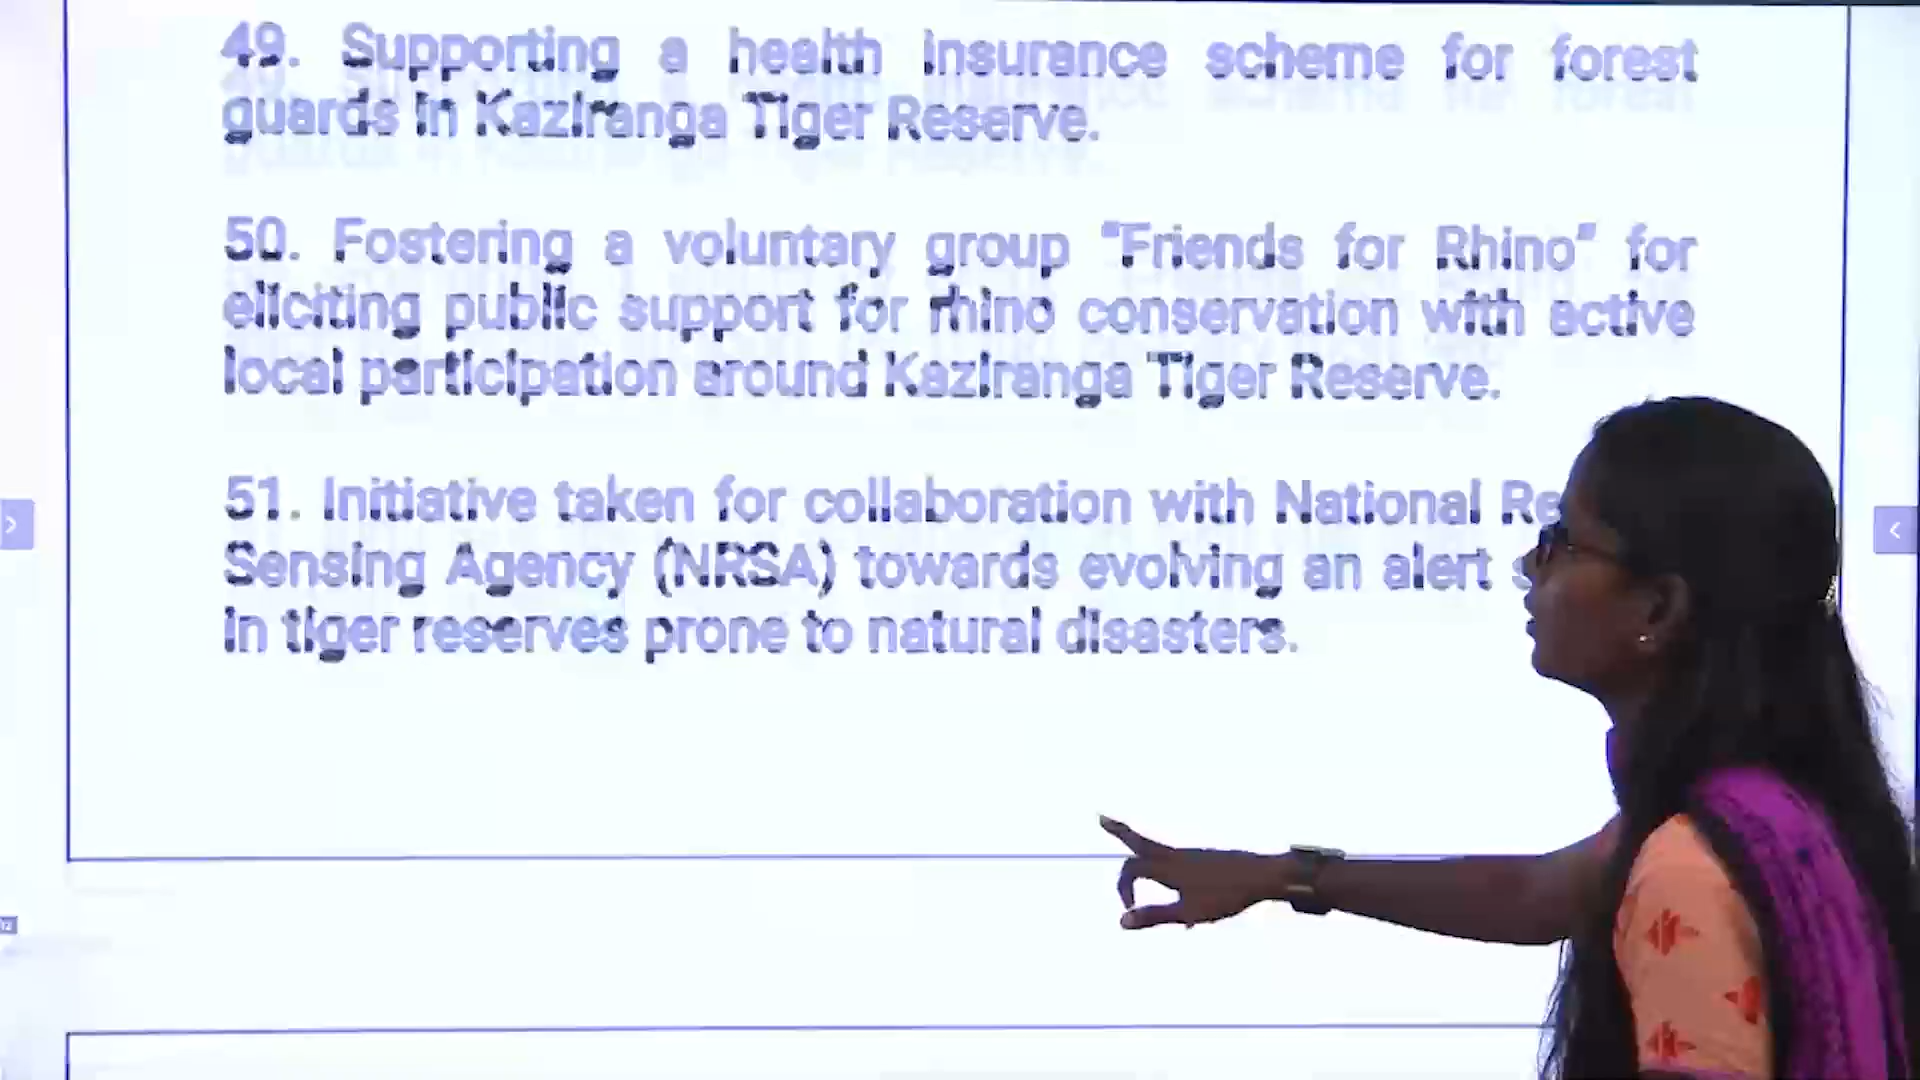 49. Supporting a health insurance scheme for forest
guards in Kaziranga Tiger Reserve.
50. Fostering a voluntary group "Friends for Rhino" for
eliciting public support for rhino conservation with active
local participation around Kaziranga Tiger Reserve.
51. Initiative taken for collaboration with National Re
Sensing Agency (NRSA) towards evolving an alert s
in tiger reserves prone to natural disasters.
12